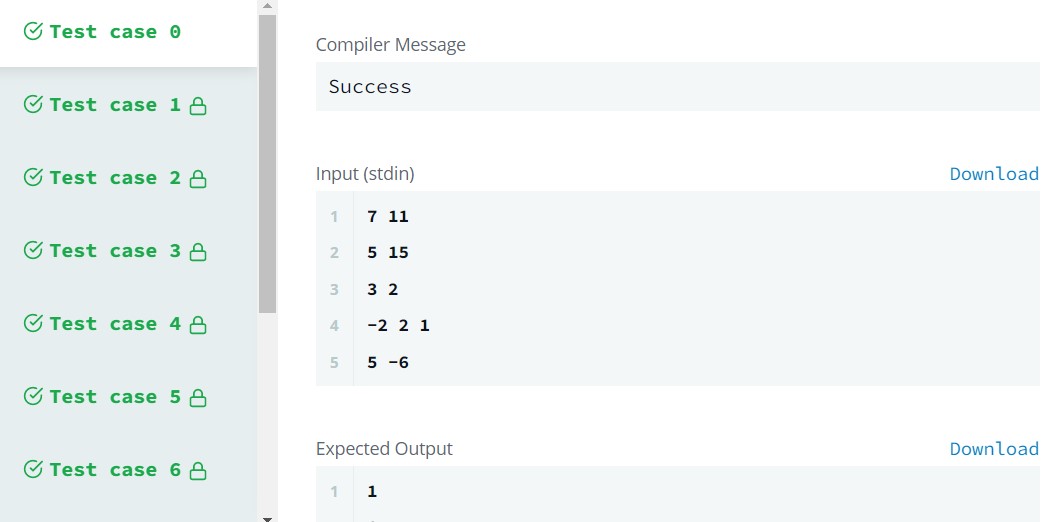 Test case 0
Test case 1
Test case 2
Test case 3
Test case 4
Test case 5
Test case 6
Compiler Message
Success
Input (stdin)
Download
1 7 11
2 5 15
3 3 2
4 -2 2 1
5 5 -6
Expected Output
Download
1 1